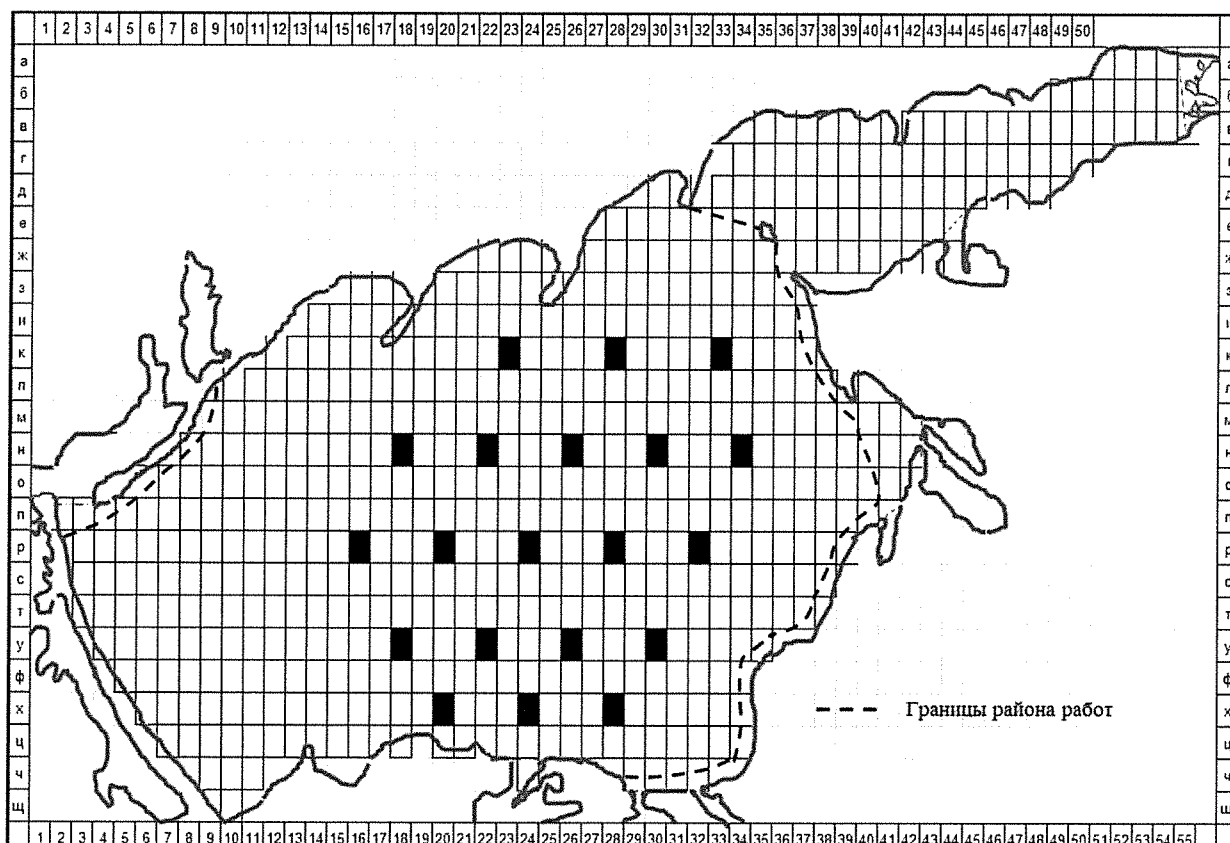 1 2 3 4 5 6 7 8 9 10 11 12 13 14 15 16 17 18 19 20 21 22 23 24 25 26 27 28 29 30 31 32 33 34 35 36 37 38 39 40 41 42 43 44 45 46 47 48 49 50
а
б б
в
г
д
е е
ж
з з
и
к
п
м м
н
о
п
р р
с с
т т
у у
ф ф
х х
Границы района работ
ц
ч ч
щ
1 2 3 4 5 6 7 8 9 10 11 12 13 14 15 16 17 18 19 20 21 22 23 24 25 26 27 28 29 30 31 32 33 34 35 36 37 38 39 40 41 42 43 44 45 46 47 48 49 50 51 52 53 54 55